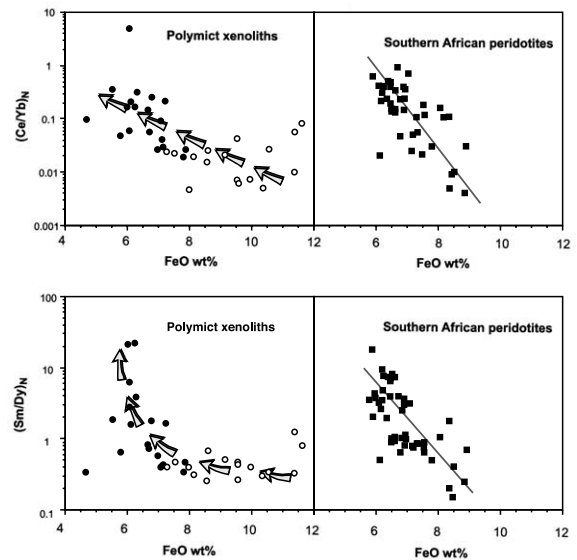 10
1
0.1
0.01
0.001
(Ce/Yb)N
Polymict xenoliths
Southern African peridotites
4 6 8 10 12 6 8 10 12
FeO wt% FeO wt%
100
10
1
0.1
(Sm/Dy)N
Polymict xenoliths
Southern African peridotites
4 6 8 10 12 6 8 10 12
FeO wt% FeO wt%